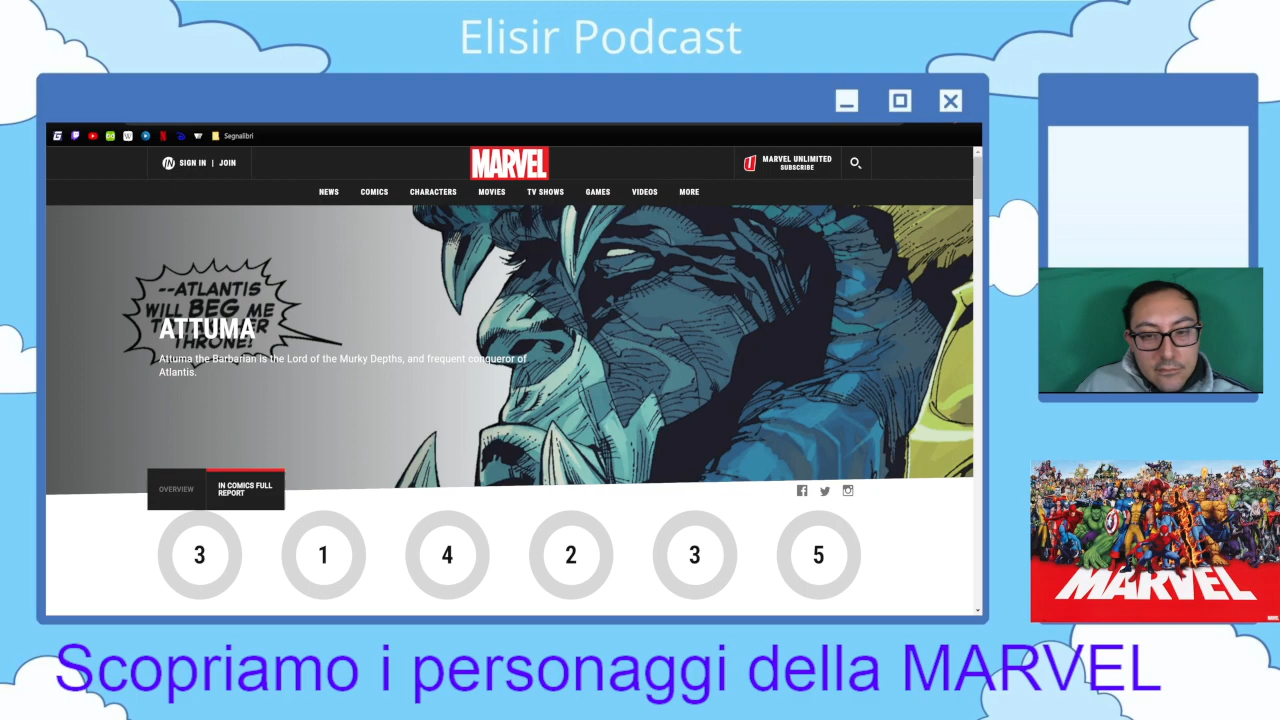 Elisir Podcast
Segnalibri
SIGN IN | JOIN
MARVEL
MARVEL UNLIMITED
SUBSCRIBE
NEWS COMICS CHARACTERS MOVIES TV SHOWS GAMES VIDEOS MORE
--ATLANTIS
WILL BEG ME
THRONE!
ATTUMA
Attuma the Barbarian is the Lord of the Murky Depths, and frequent conqueror of
Atlantis.
OVERVIEW
IN COMICS FULL
REPORT
3 1 4 2 3 5
MARVEL
Scopriamo i personaggi della MARVEL